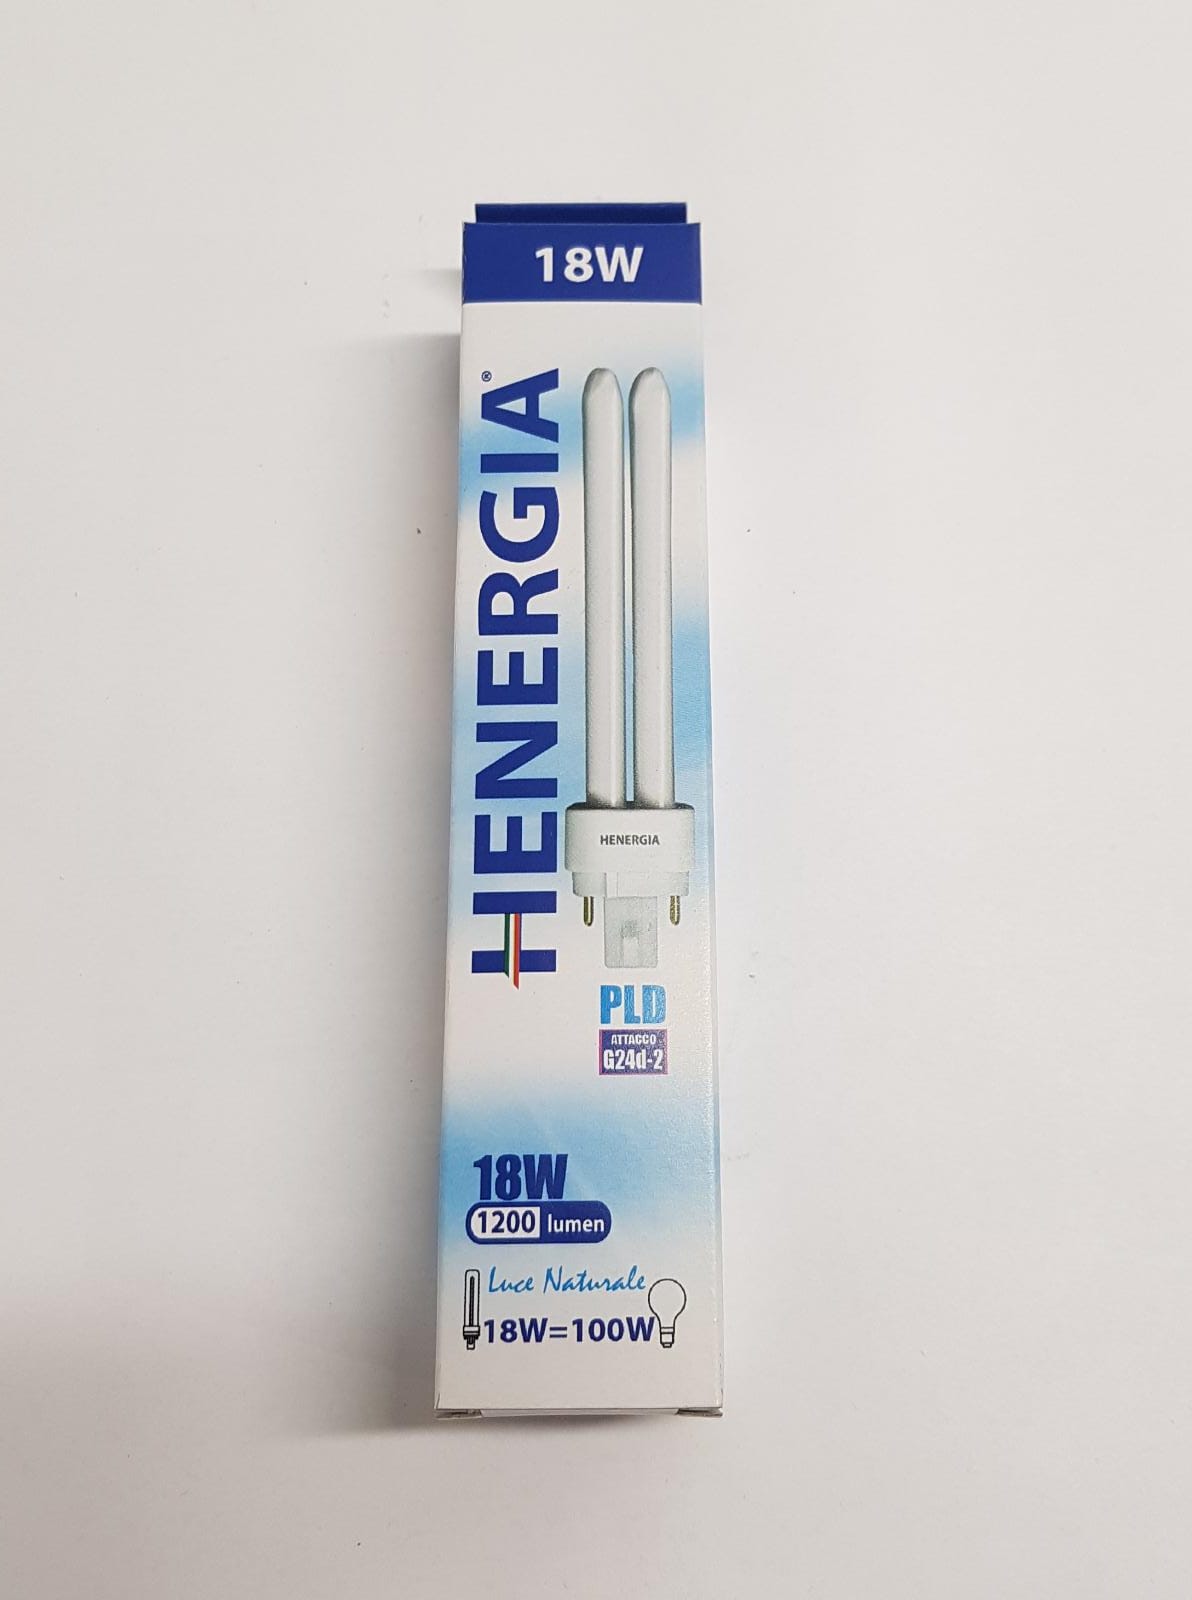 18W
HENERGIA®
HENERGIA
PLD
ATTACCO
G24d-2
18W
1200 lumen
Luce Naturale
18W=100W